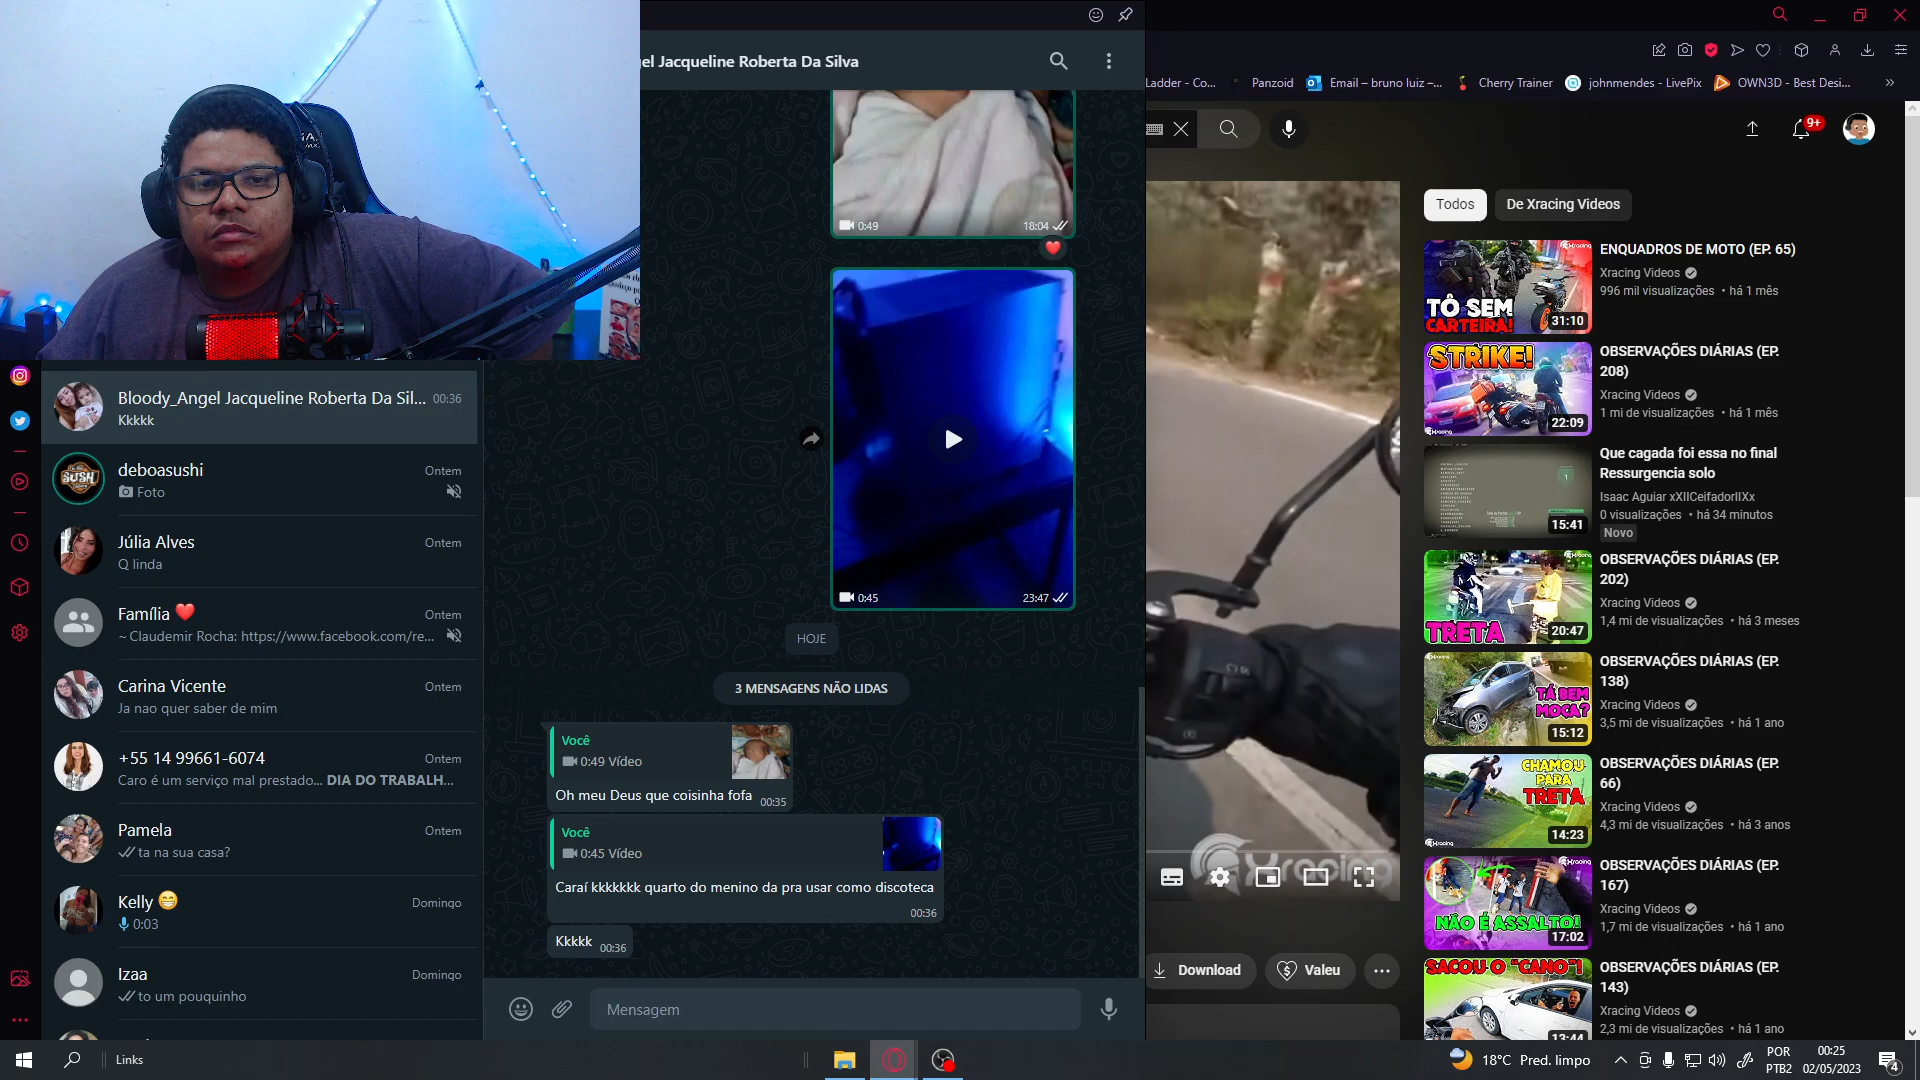 el Jacqueline Roberta Da Silva
0:49
18:04
0:45
23:47
HOJE
3 MENSAGENS NÃO LIDAS
Você
0:49 Vídeo
Oh meu Deus que coisinha fofa
00:35
Você
0:45 Vídeo
Caraí kkkkkkk quarto do menino da pra usar como discoteca
00:36
Kkkkk
00:36
Mensagem
Bloody_Angel Jacqueline Roberta Da Sil...
00:36
Kkkkk
deboasushi
Ontem
Foto
Júlia Alves
Ontem
Q linda
Família
Ontem
~ Claudemir Rocha: https://www.facebook.com/re...
Carina Vicente
Ontem
Ja nao quer saber de mim
+55 14 99661-6074
Ontem
Caro é um serviço mal prestado... DIA DO TRABALH...
Pamela
Ontem
ta na sua casa?
Kelly
Domingo
0:03
Izaa
Domingo
to um pouquinho
Ladder - Co...
Panzoid
Email – bruno luiz –...
Cherry Trainer
johnmendes - LivePix
OWN3D - Best Desi...
9+
Todos
De Xracing Videos
TÔ SEM
CARTEIRA!
31:10
ENQUADROS DE MOTO (EP. 65)
Xracing Videos
996 mil visualizações • há 1 mês
STRIKE!
22:09
OBSERVAÇÕES DIÁRIAS (EP.
208)
Xracing Videos
1 mi de visualizações • há 1 mês
15:41
Que cagada foi essa no final
Ressurgencia solo
Isaac Aguiar xXIICeifadorIIXx
0 visualizações • há 34 minutos
Novo
TRETA
20:47
OBSERVAÇÕES DIÁRIAS (EP.
202)
Xracing Videos
1,4 mi de visualizações • há 3 meses
TÁ BEM
MOÇA?
15:12
OBSERVAÇÕES DIÁRIAS (EP.
138)
Xracing Videos
3,5 mi de visualizações • há 1 ano
CHAMOU
PARA
TRETA
14:23
OBSERVAÇÕES DIÁRIAS (EP.
66)
Xracing Videos
4,3 mi de visualizações • há 3 anos
NÃO É ASSALTO!
17:02
OBSERVAÇÕES DIÁRIAS (EP.
167)
Xracing Videos
1,7 mi de visualizações • há 1 ano
SACOU O "CANO"!
13:44
OBSERVAÇÕES DIÁRIAS (EP.
143)
Xracing Videos
2,3 mi de visualizações • há 1 ano
Xracing
Download
Valeu
Links
18°C Pred. limpo
POR
PTB2
00:25
02/05/2023
4